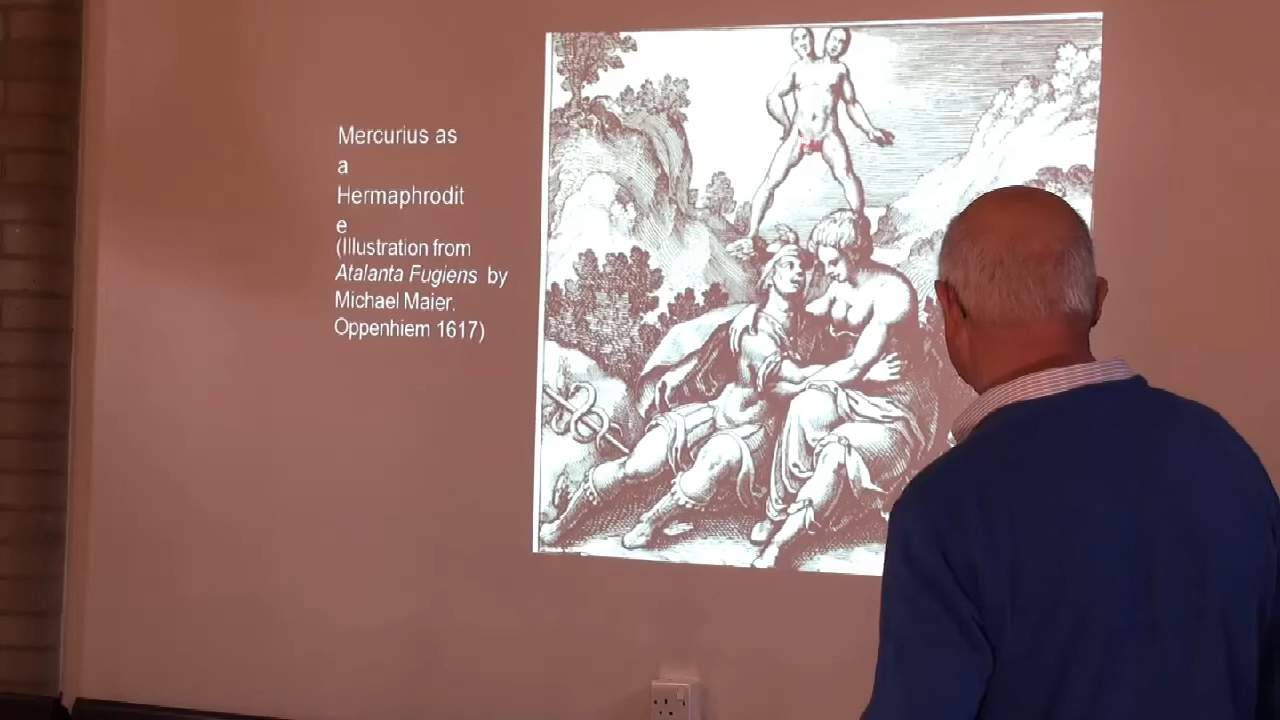 Mercurius as
a
Hermaphrodit
e
(Illustration from
Atalanta Fugiens by
Michael Maier.
Oppenhiem 1617)